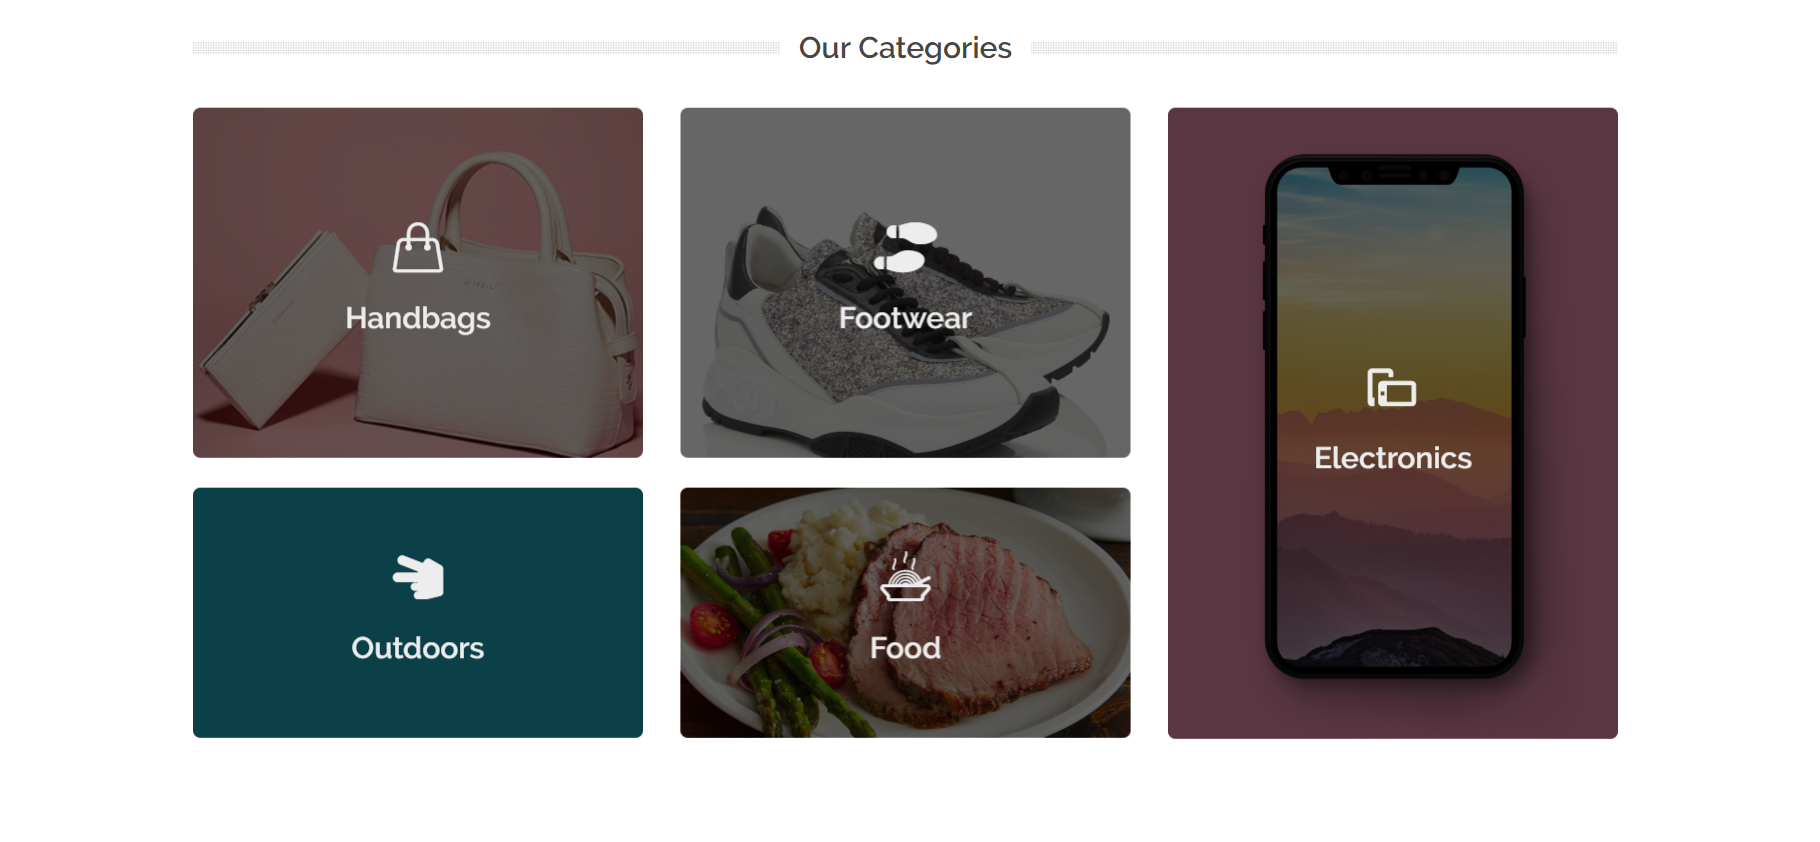 Our Categories
Handbags
Footwear
Electronics
Outdoors
Food